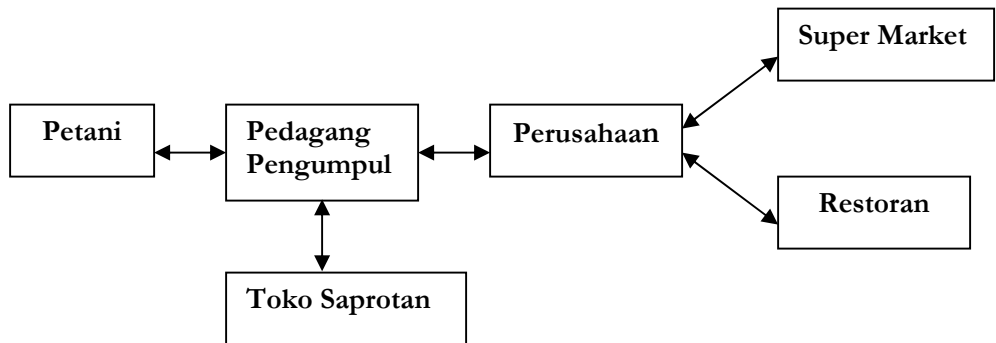 Super Market
Petani
Pedagang
Pengumpul
Perusahaan
Restoran
Toko Saprotan